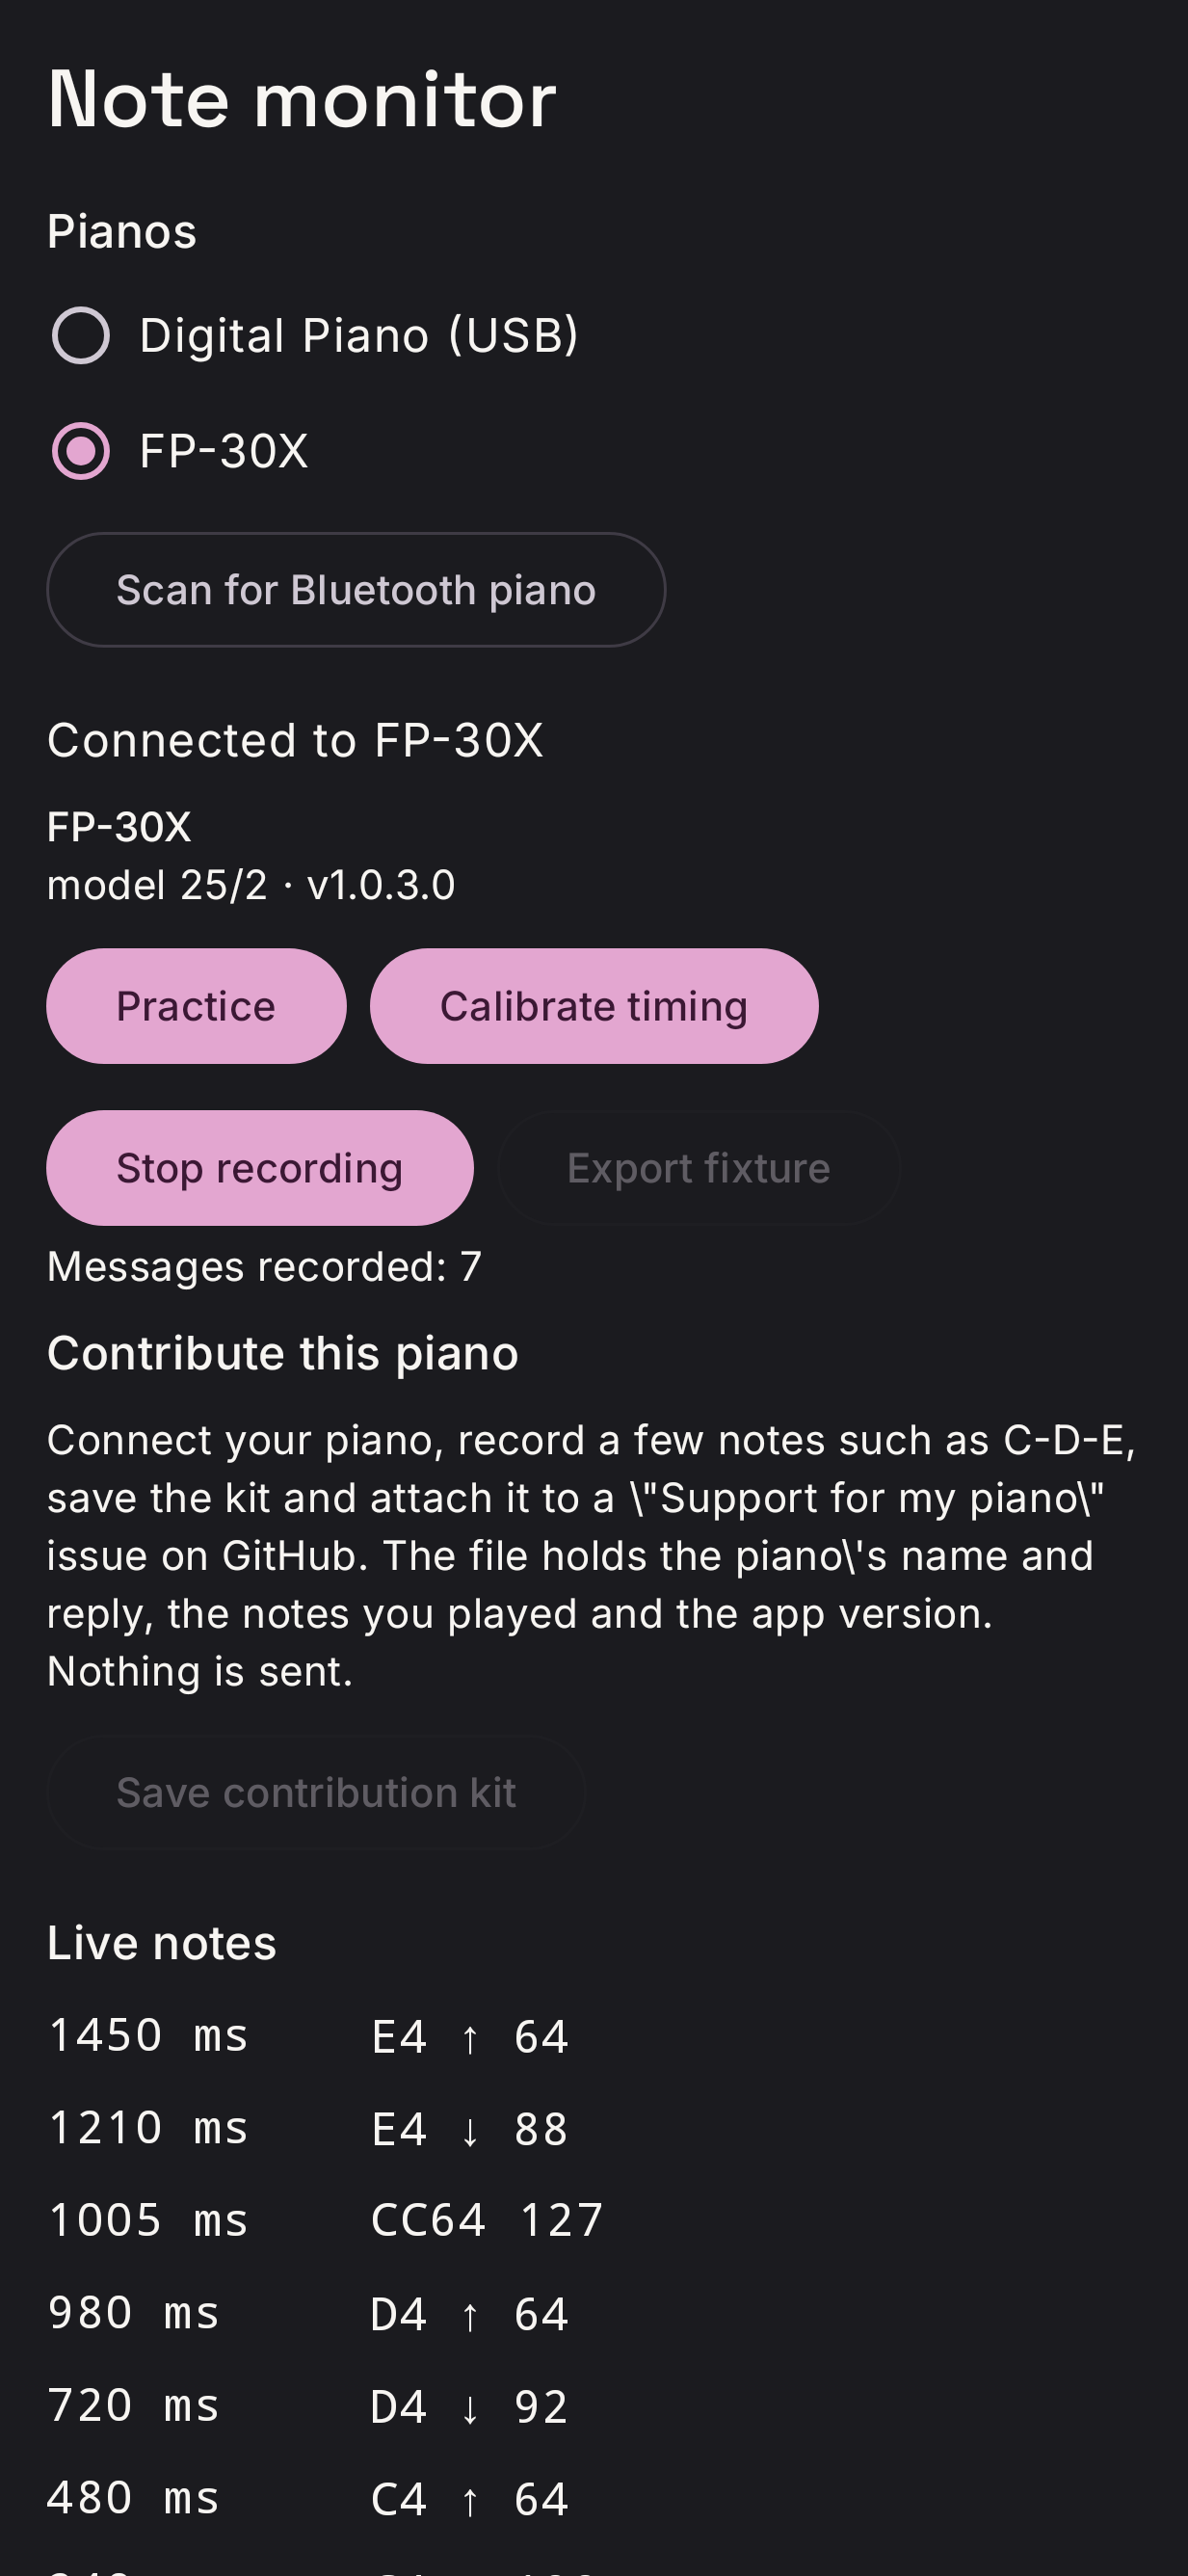 Note monitor
Pianos
Digital Piano (USB)
FP-30X
Scan for Bluetooth piano
Connected to FP-30X
FP-30X
model 25/2 · v1.0.3.0
Practice
Calibrate timing
Stop recording
Export fixture
Messages recorded: 7
Contribute this piano
Connect your piano, record a few notes such as C-D-E,
save the kit and attach it to a \"Support for my piano\"
issue on GitHub. The file holds the piano\'s name and
reply, the notes you played and the app version.
Nothing is sent.
Save contribution kit
Live notes
1450 ms E4 ↑ 64
1210 ms E4 ↓ 88
1005 ms CC64 127
980 ms D4 ↑ 64
720 ms D4 ↓ 92
480 ms C4 ↑ 64